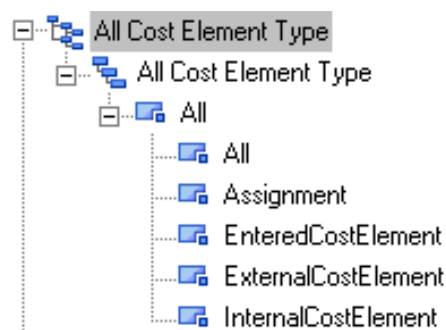 All Cost Element Type
All Cost Element Type
All
All
Assignment
EnteredCostElement
ExternalCostElement
InternalCostElement